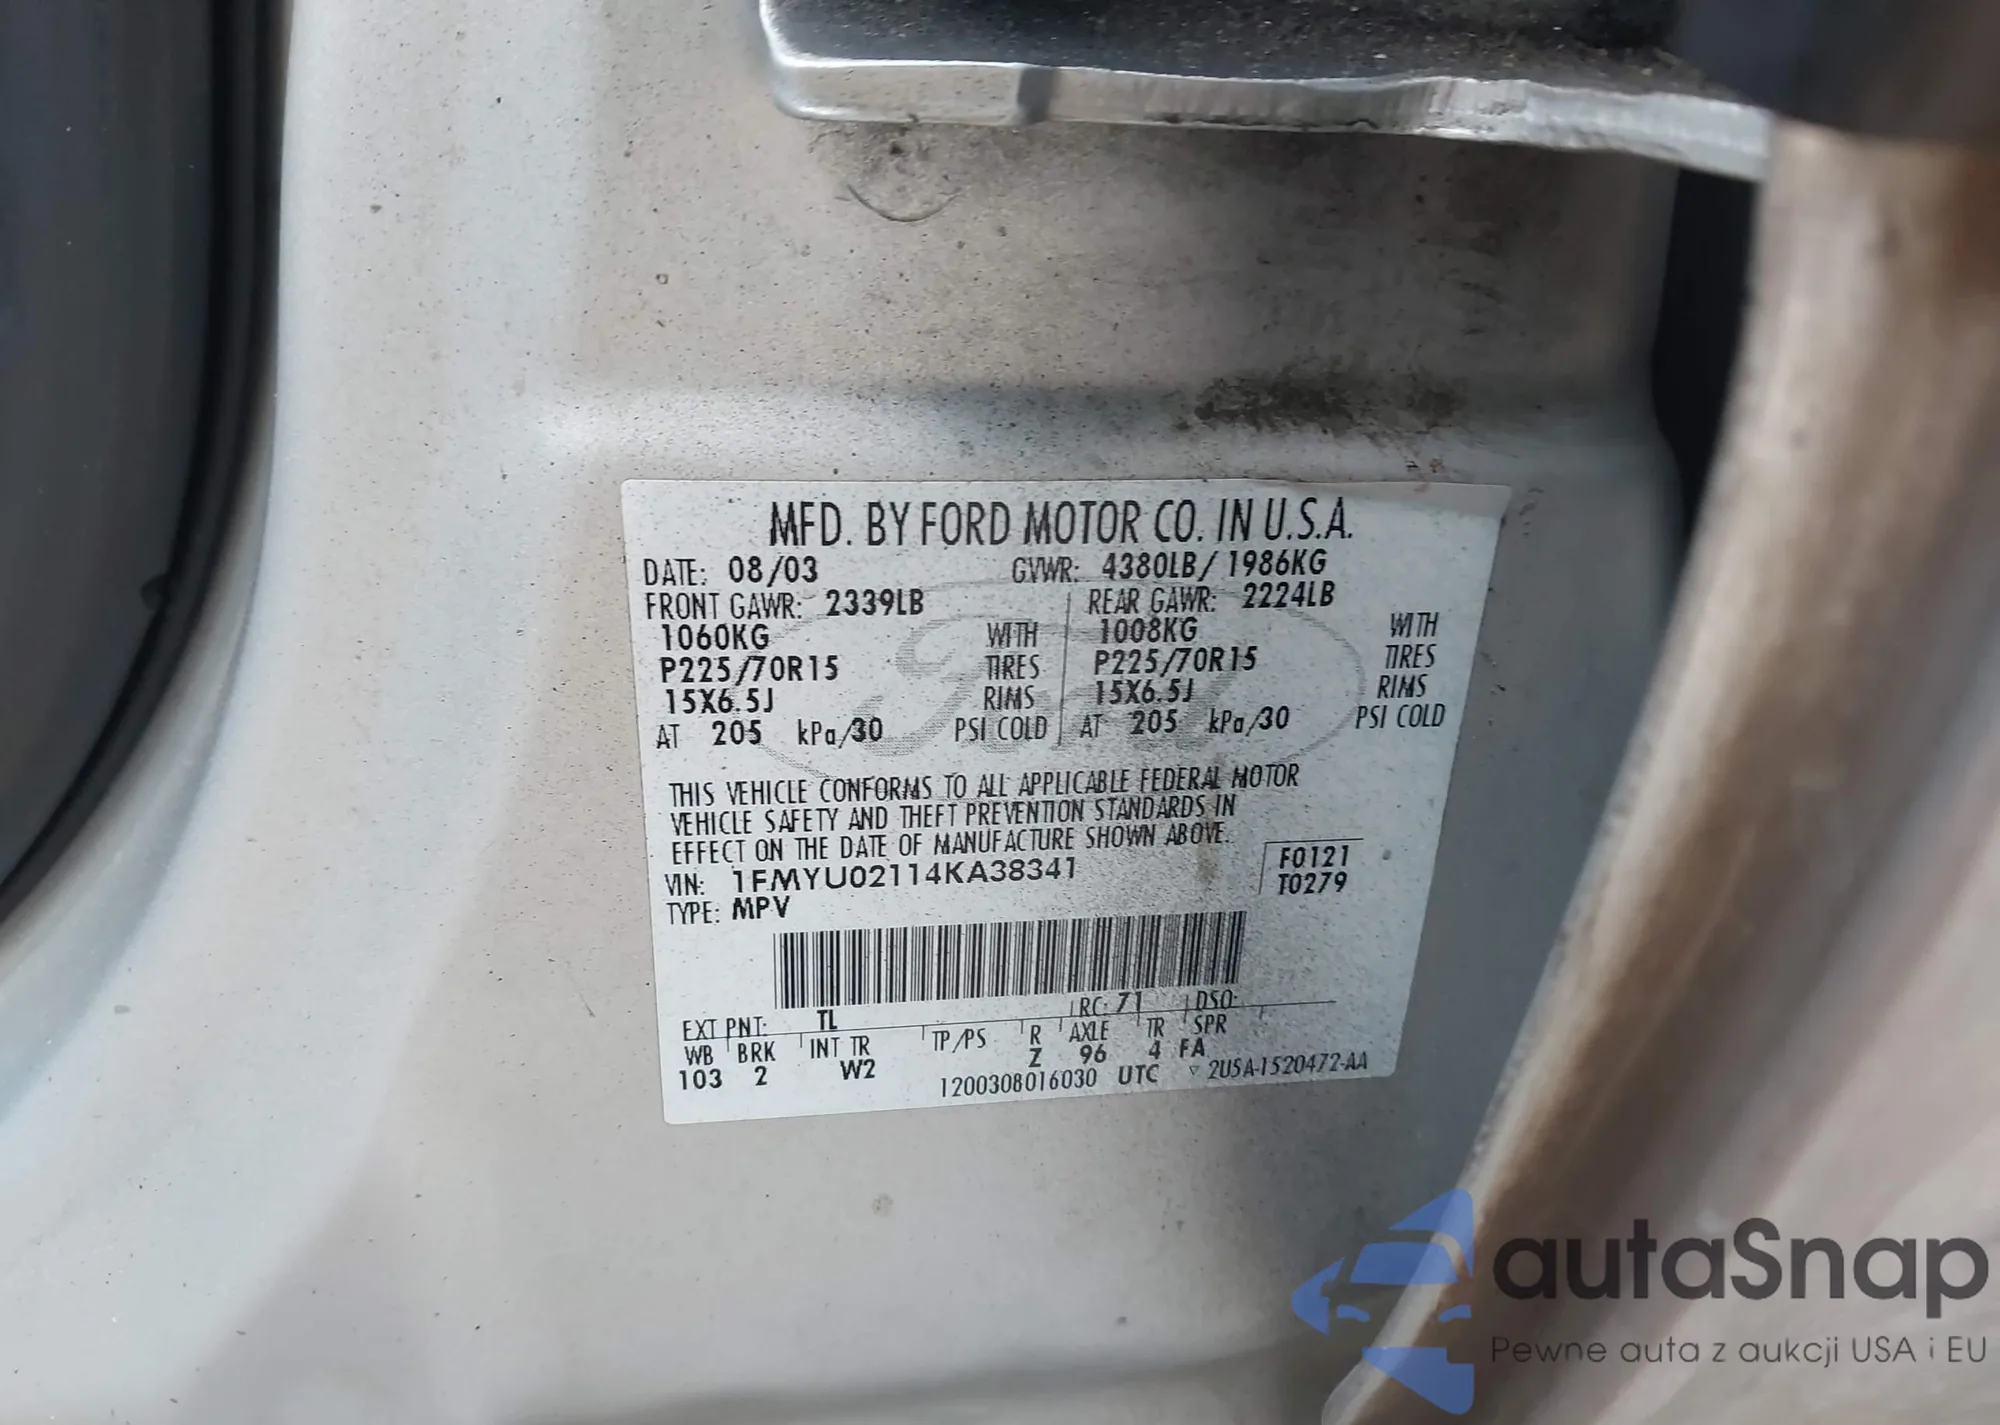 MFD. BY FORD MOTOR CO. IN U.S.A.
DATE: 08/03 GVWR: 4380LB/ 1986KG
FRONT GAWR: 2339LB REAR GAWR: 2224LB
1060KG WITH 1008KG WITH
P225/70R15 TIRES P225/70R15 TIRES
15X6.5J RIMS 15X6.5J RIMS
AT 205 kPa/30 PSI COLD AT 205 kPa/30 PSI COLD
THIS VEHICLE CONFORMS TO ALL APPLICABLE FEDERAL MOTOR
VEHICLE SAFETY AND THEFT PREVENTION STANDARDS IN
EFFECT ON THE DATE OF MANUFACTURE SHOWN ABOVE.
VIN: 1FMYU02114KA38341 F0121
TYPE: MPV T0279
EXT PNT: TL RC: 71 DSO:
WB BRK INT TR TP/PS R AXLE TR SPR
103 2 W2 Z 96 4 FA
1200308016030 UTC ▽ 2U5A-1520472-AA
autaSnap
Pewne auta z aukcji USA i EU